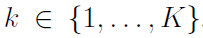 k ∈ {1, . . . , K}